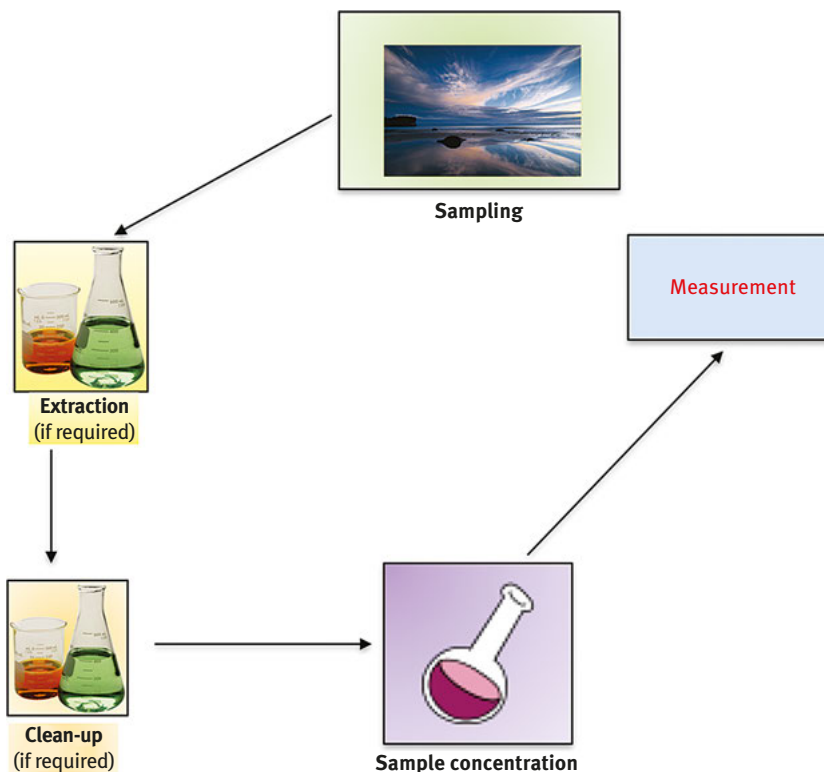 Sampling
Measurement
Extraction
(if required)
Clean-up
(if required)
Sample concentration